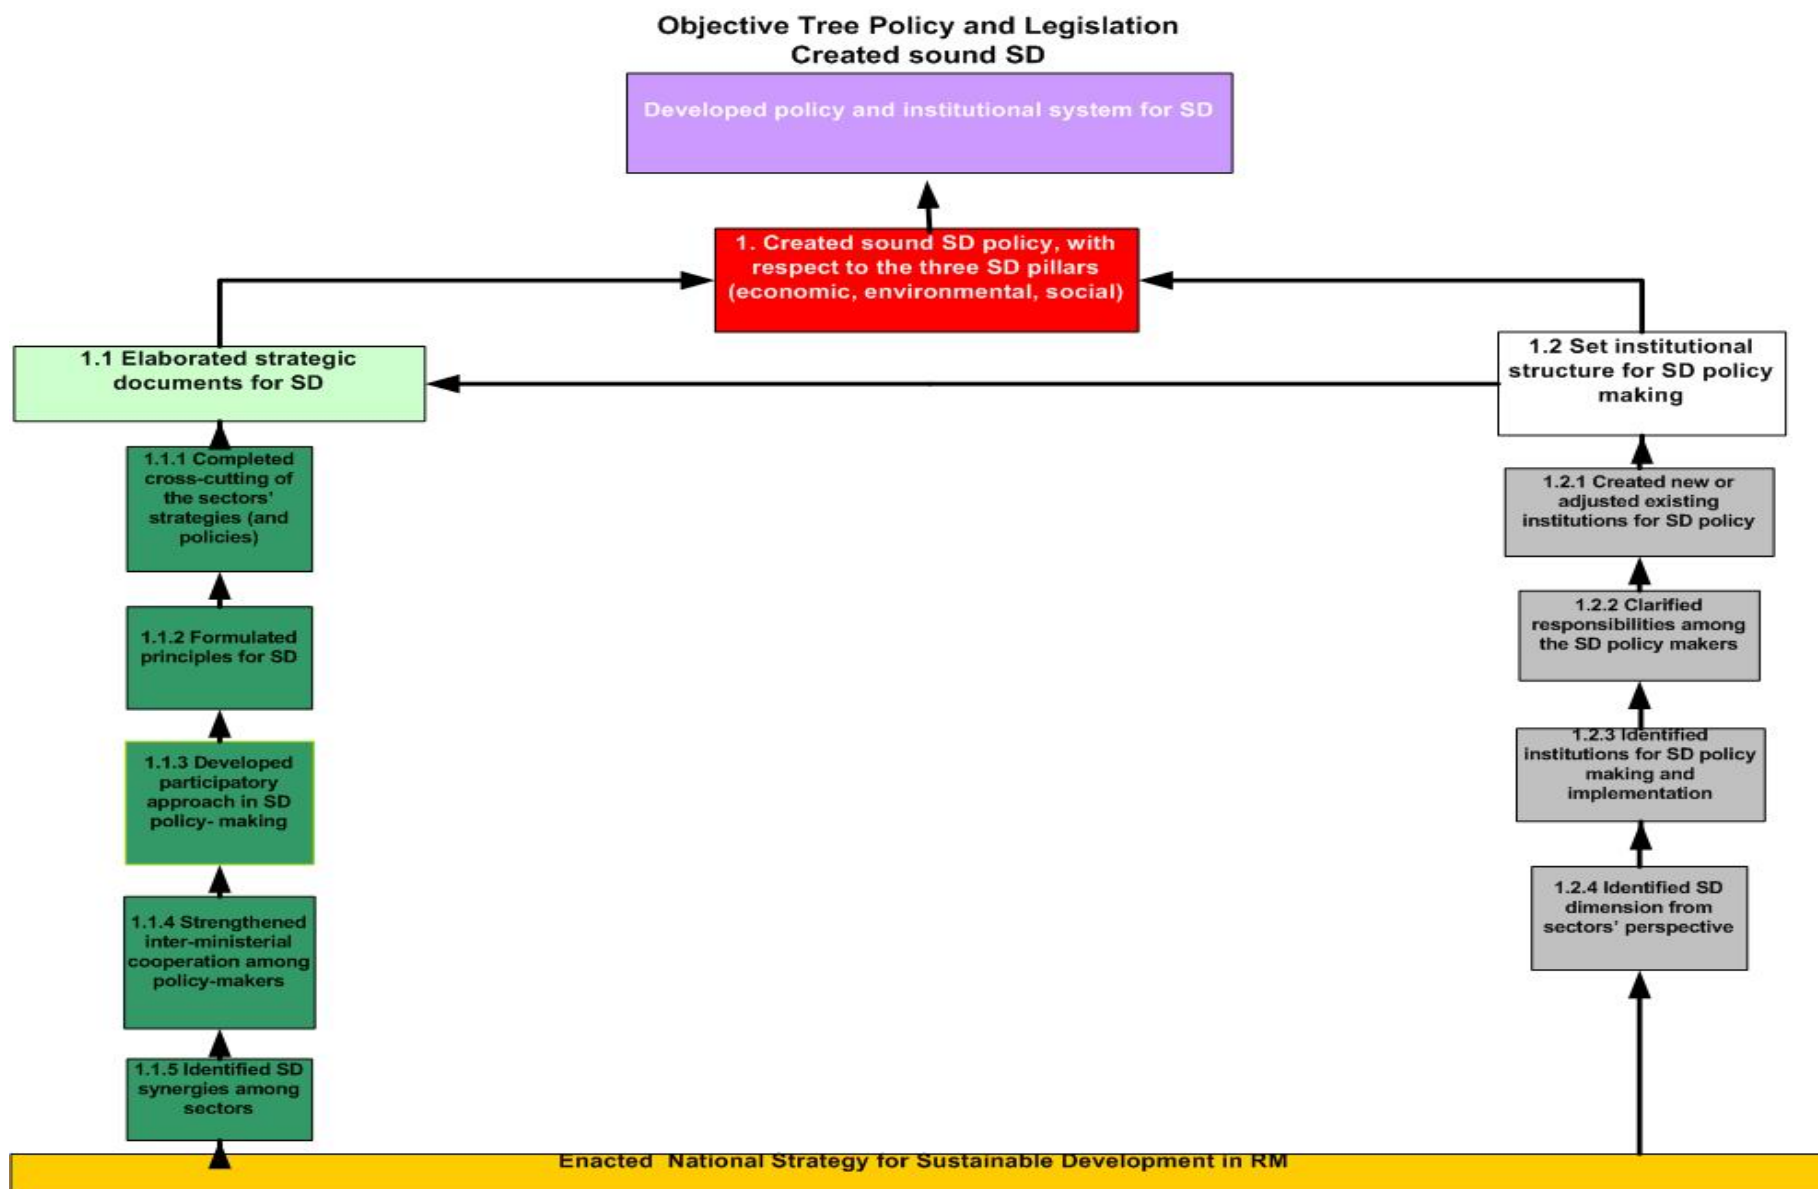 Objective Tree Policy and Legislation
Created sound SD
Developed policy and institutional system for SD
1. Created sound SD policy, with
respect to the three SD pillars
(economic, environmental, social)
1.1 Elaborated strategic
documents for SD
1.2 Set institutional
structure for SD policy
making
1.1.1 Completed
cross-cutting of
the sectors'
strategies (and
policies)
1.1.2 Formulated
principles for SD
1.1.3 Developed
participatory
approach in SD
policy- making
1.1.4 Strengthened
inter-ministerial
cooperation among
policy-makers
1.1.5 Identified SD
synergies among
sectors
1.2.1 Created new or
adjusted existing
institutions for SD policy
1.2.2 Clarified
responsibilities among
the SD policy makers
1.2.3 Identified
institutions for SD policy
making and
implementation
1.2.4 Identified SD
dimension from
sectors' perspective
Enacted National Strategy for Sustainable Development in RM